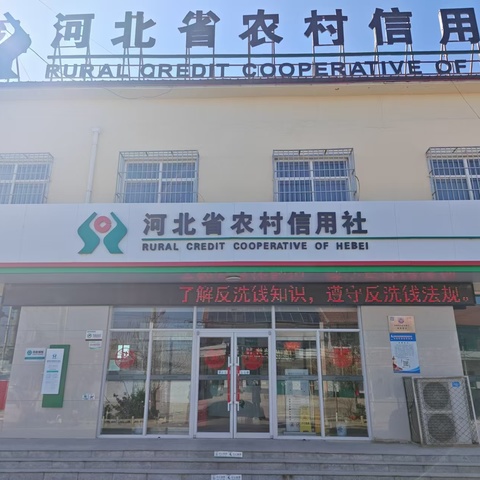 河北省农村信用
RURAL CREDIT COOPERATIVE OF
河北省农村信用社
RURAL CREDIT COOPERATIVE OF HEBEI
了解反洗钱知识，遵守反洗钱法规。